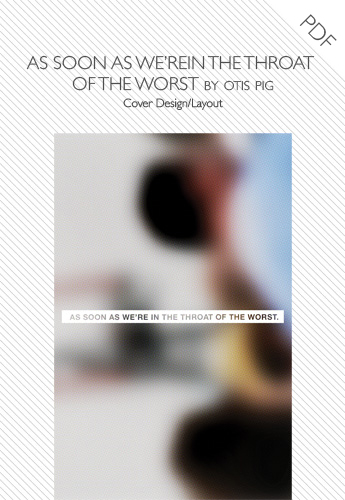 PDF
AS SOON AS WE'REIN THE THROAT
OF THE WORST BY OTIS PIG
Cover Design/Layout
AS SOON AS WE'RE IN THE THROAT OF THE WORST.